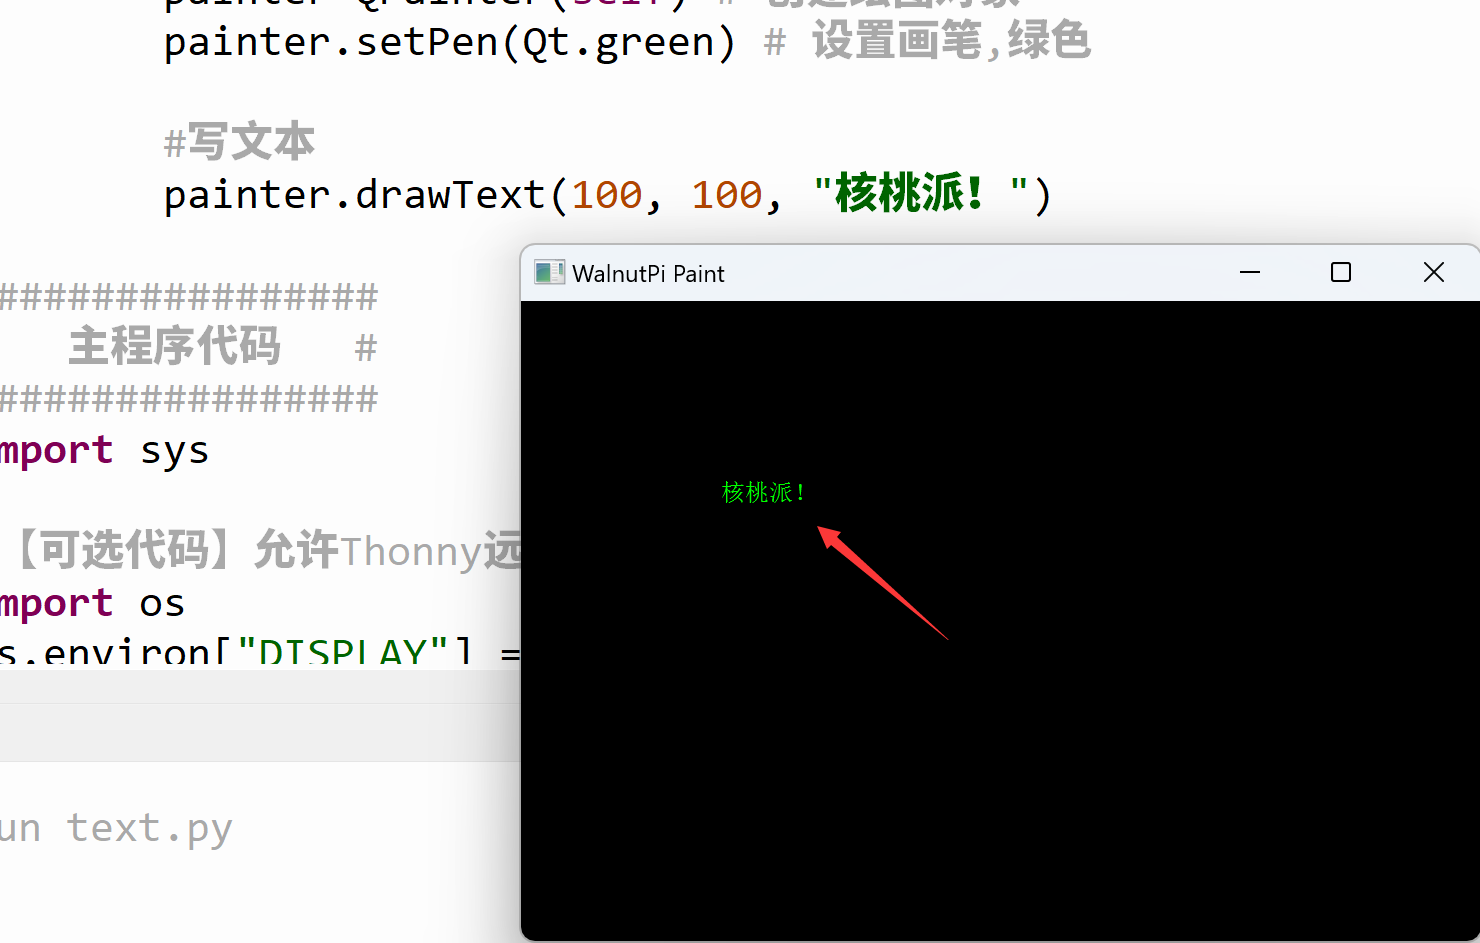 painter.setPen(Qt.green) # 设置画笔,绿色
#写文本
painter.drawText(100, 100, "核桃派！")
WalnutPi Paint
################
主程序代码 #
################
mport sys
核桃派！
【可选代码】允许Thonny远
mport os
s.environ["DISPLAY"] =
un text.py